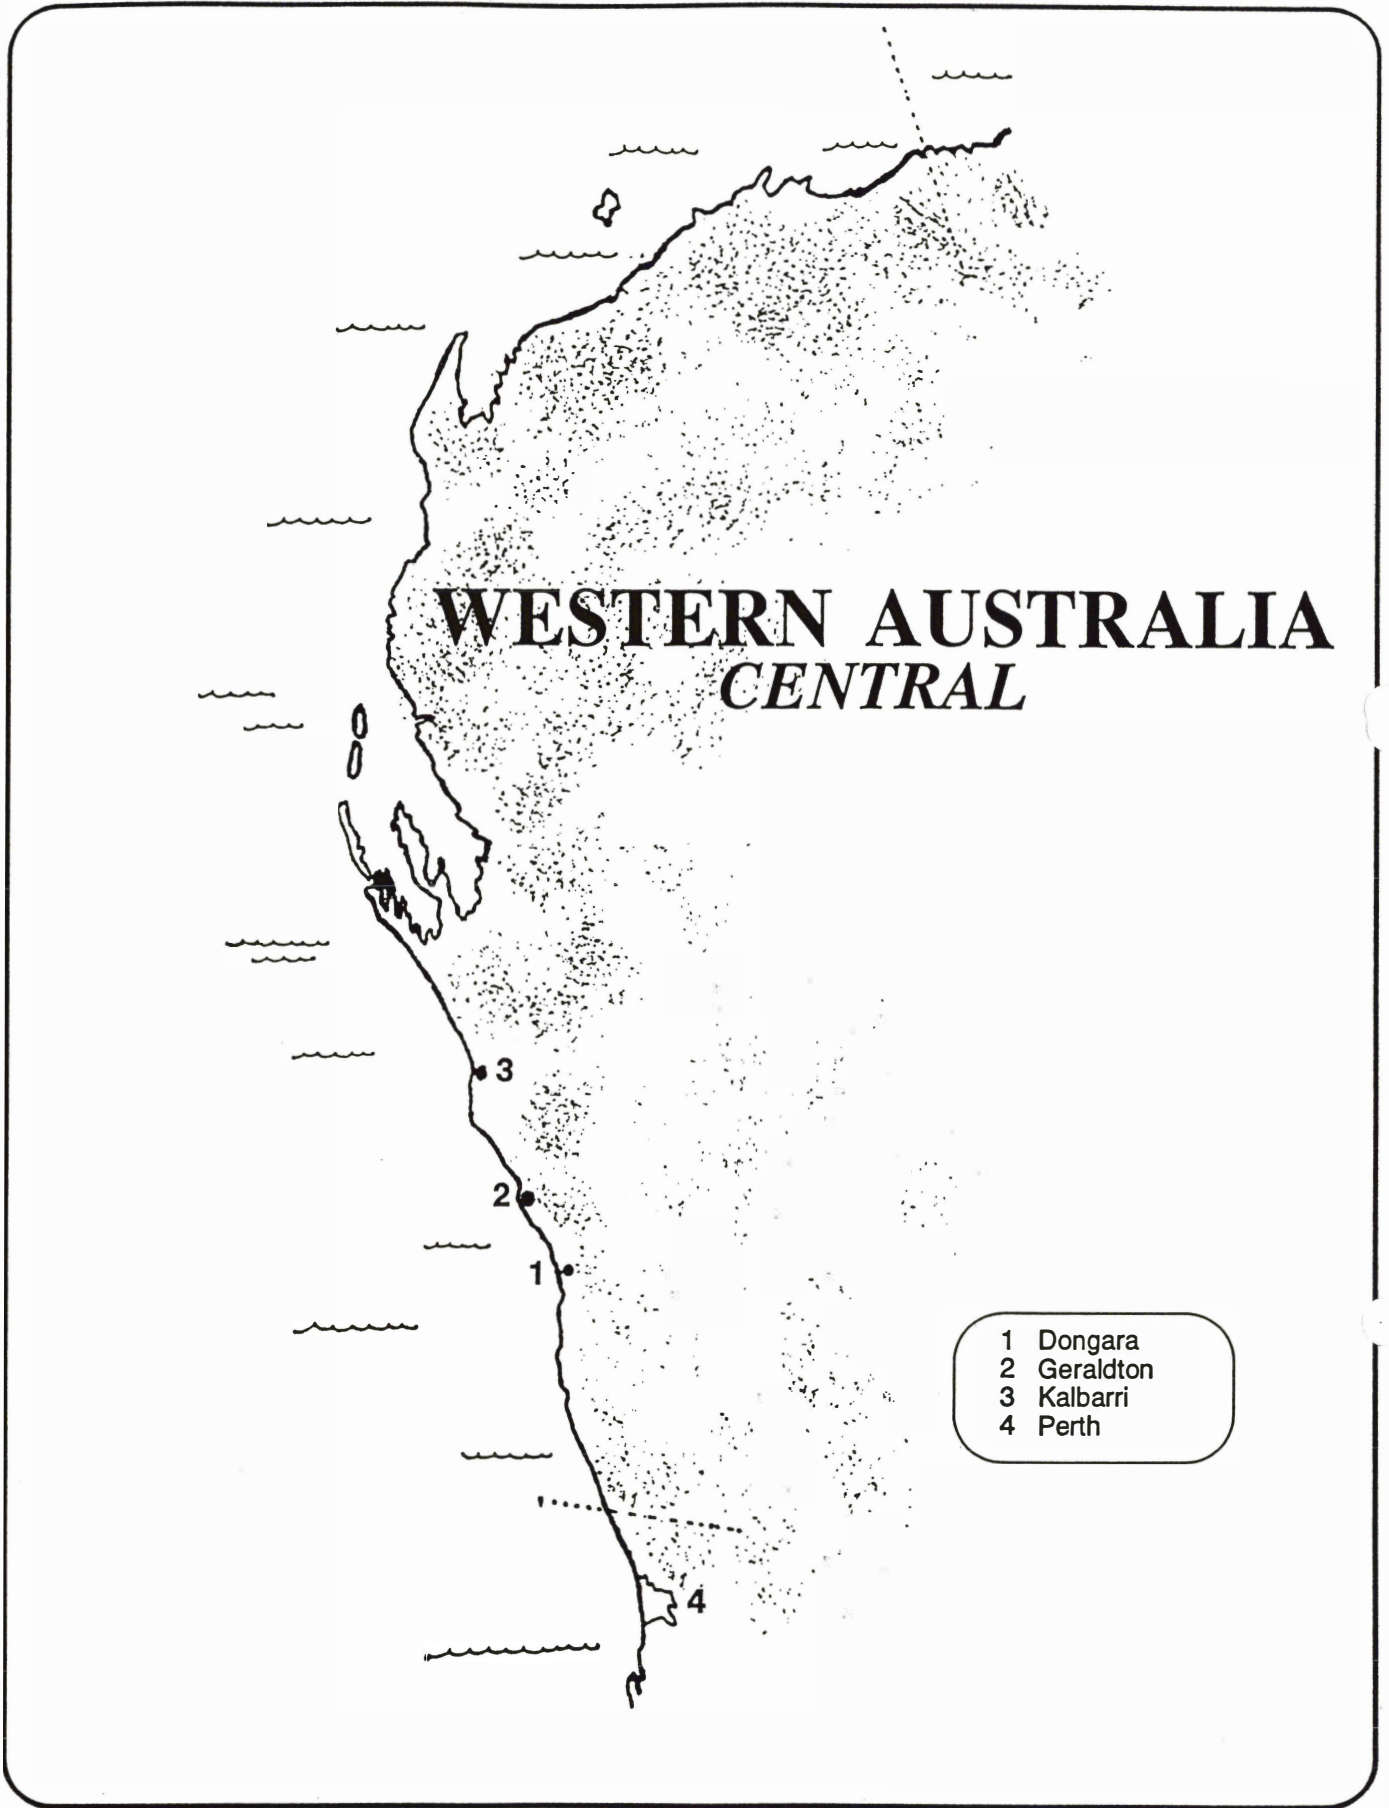 WESTERN AUSTRALIA
CENTRAL
3
2
1
1 Dongara
2 Geraldton
3 Kalbarri
4 Perth
4